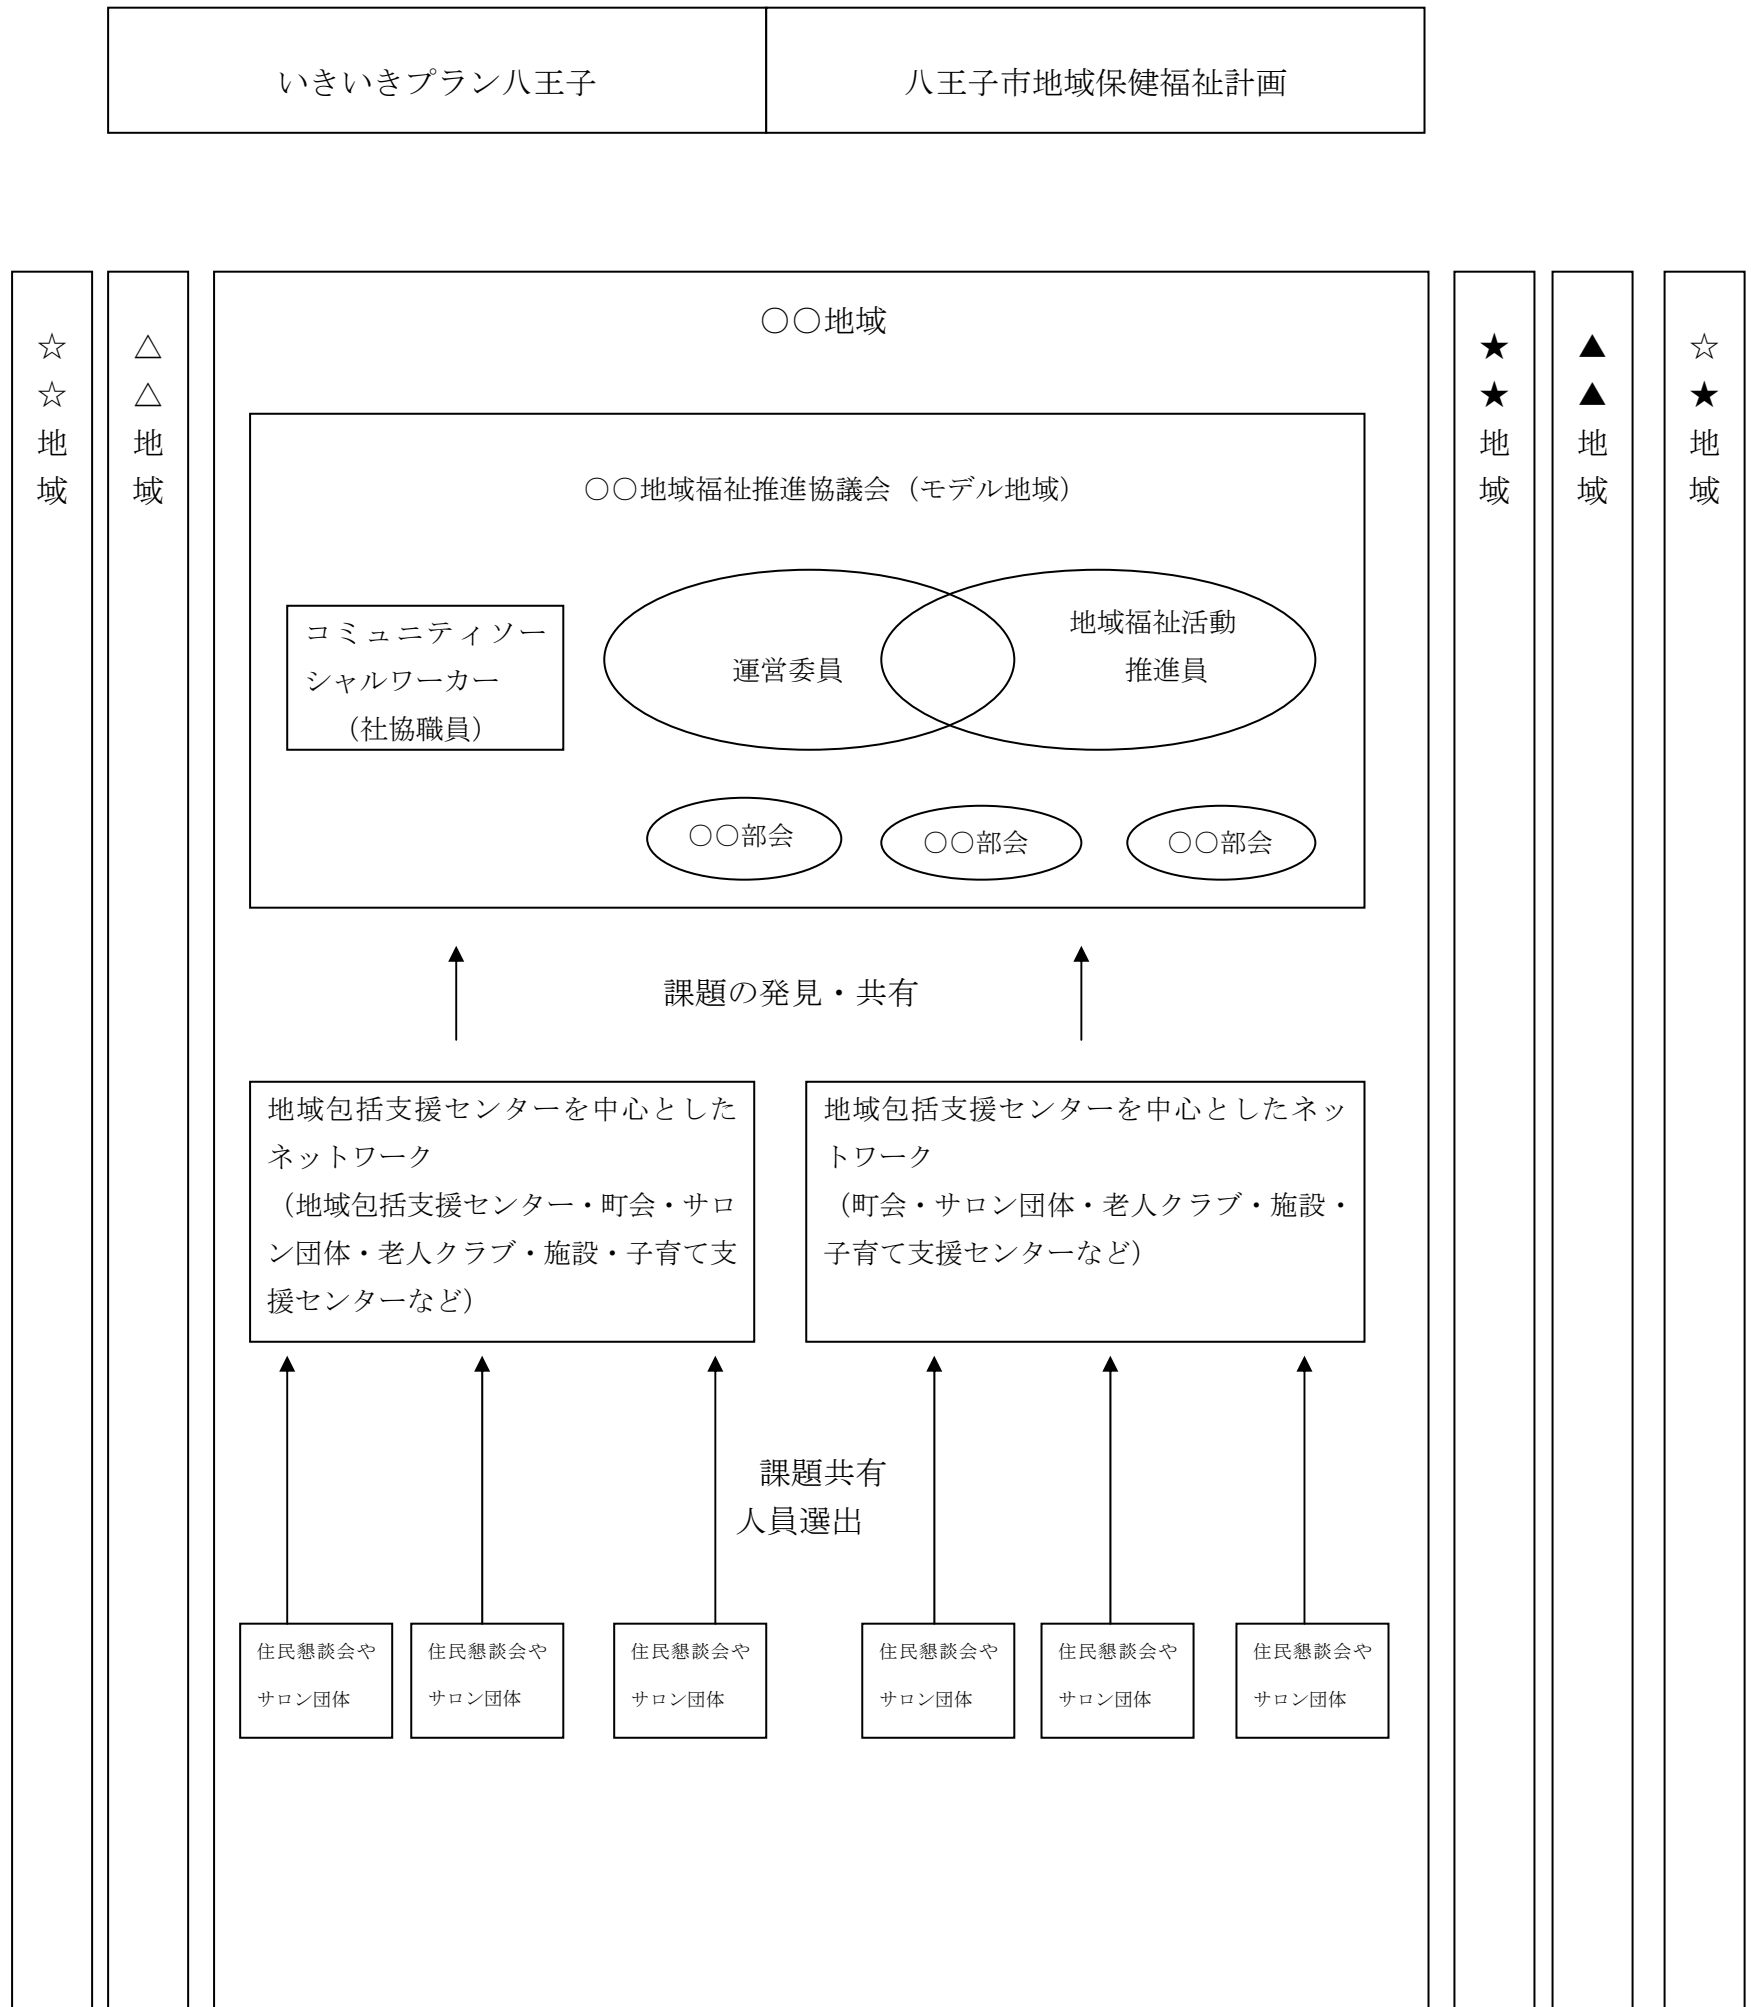 いきいきプラン八王子
八王子市地域保健福祉計画
☆☆地域
△△地域
〇〇地域
〇〇地域福祉推進協議会（モデル地域）
コミュニティソー
シャルワーカー
（社協職員）
運営委員
地域福祉活動
推進員
〇〇部会
〇〇部会
〇〇部会
課題の発見・共有
地域包括支援センターを中心とした
ネットワーク
（地域包括支援センター・町会・サロ
ン団体・老人クラブ・施設・子育て支
援センターなど）
地域包括支援センターを中心としたネッ
トワーク
（町会・サロン団体・老人クラブ・施設・
子育て支援センターなど）
課題共有
人員選出
住民懇談会や
サロン団体
住民懇談会や
サロン団体
住民懇談会や
サロン団体
住民懇談会や
サロン団体
住民懇談会や
サロン団体
住民懇談会や
サロン団体
★★地域
▲▲地域
☆★地域